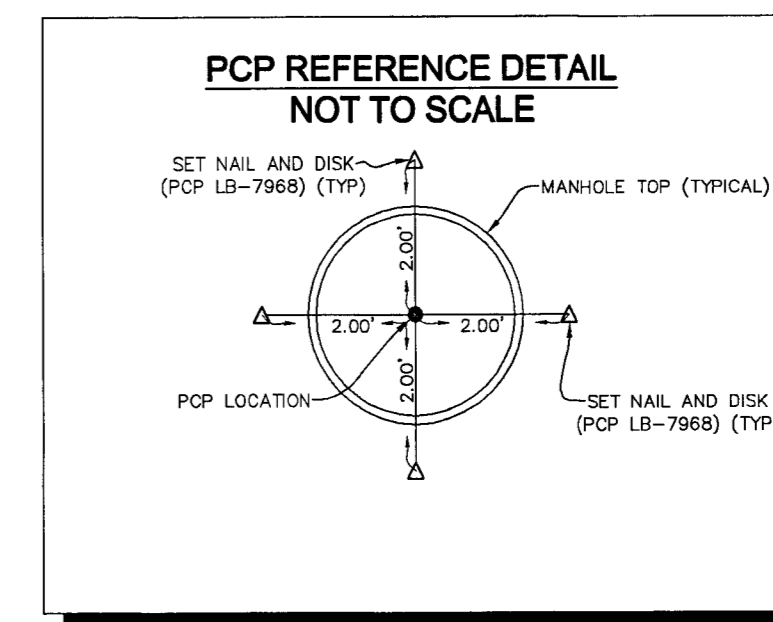 PCP REFERENCE DETAIL
NOT TO SCALE
SET NAIL AND DISK
(PCP LB-7968) (TYP)
MANHOLE TOP (TYPICAL)
2.00'
2.00'
2.00'
2.00'
PCP LOCATION
SET NAIL AND DISK
(PCP LB-7968) (TYP